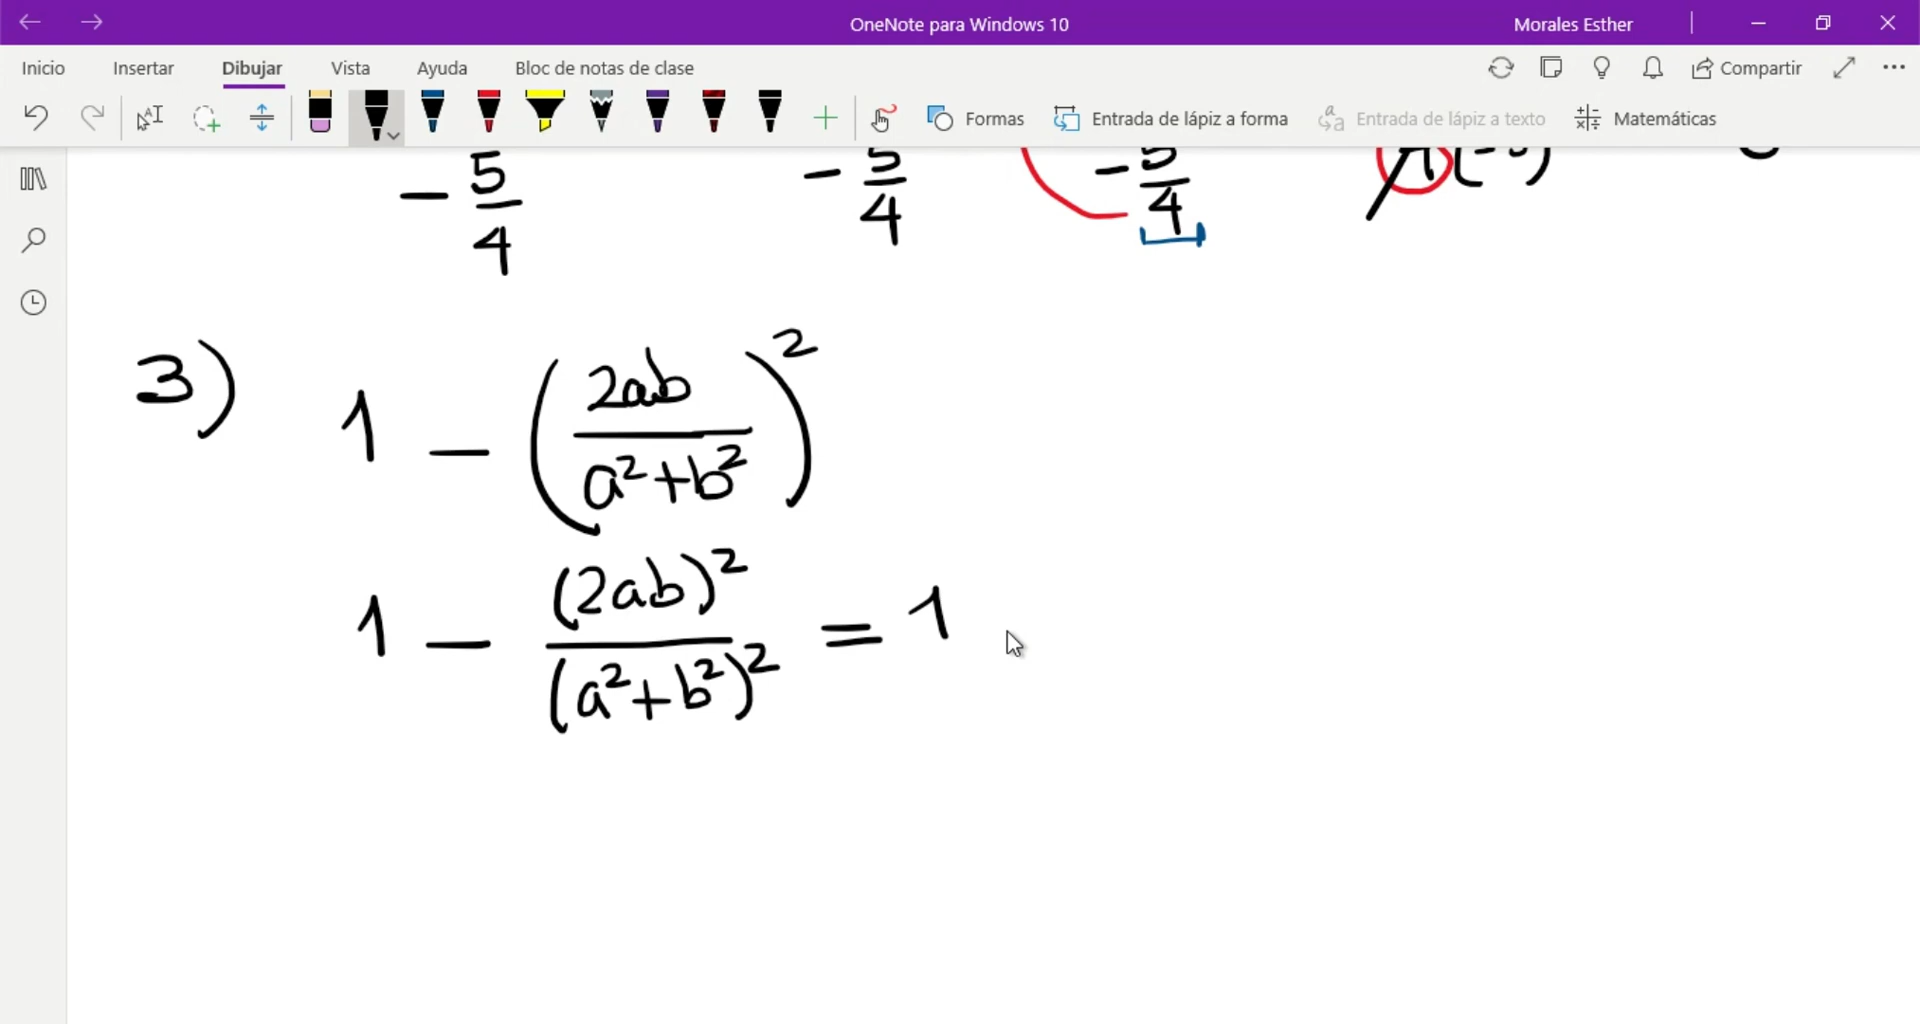 OneNote para Windows 10
Morales Esther
Inicio Insertar Dibujar Vista Ayuda Bloc de notas de clase
Compartir
Formas Entrada de lápiz a forma Entrada de lápiz a texto Matemáticas
- 5/4 - 5/4 - 5/4
3) 1 - (2ab/(a²+b²))²
1 - (2ab)²/(a²+b²)² = 1